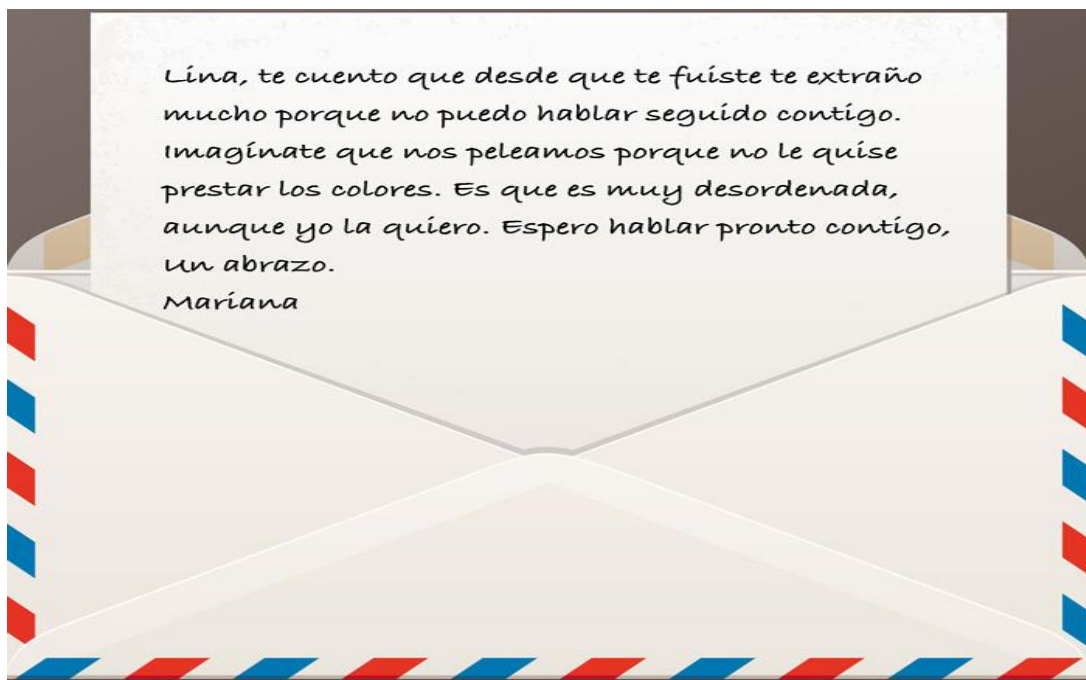 Lina, te cuento que desde que te fuiste te extraño
mucho porque no puedo hablar seguido contigo.
Imagínate que nos peleamos porque no le quise
prestar los colores. Es que es muy desordenada,
aunque yo la quiero. Espero hablar pronto contigo,
un abrazo.
Mariana